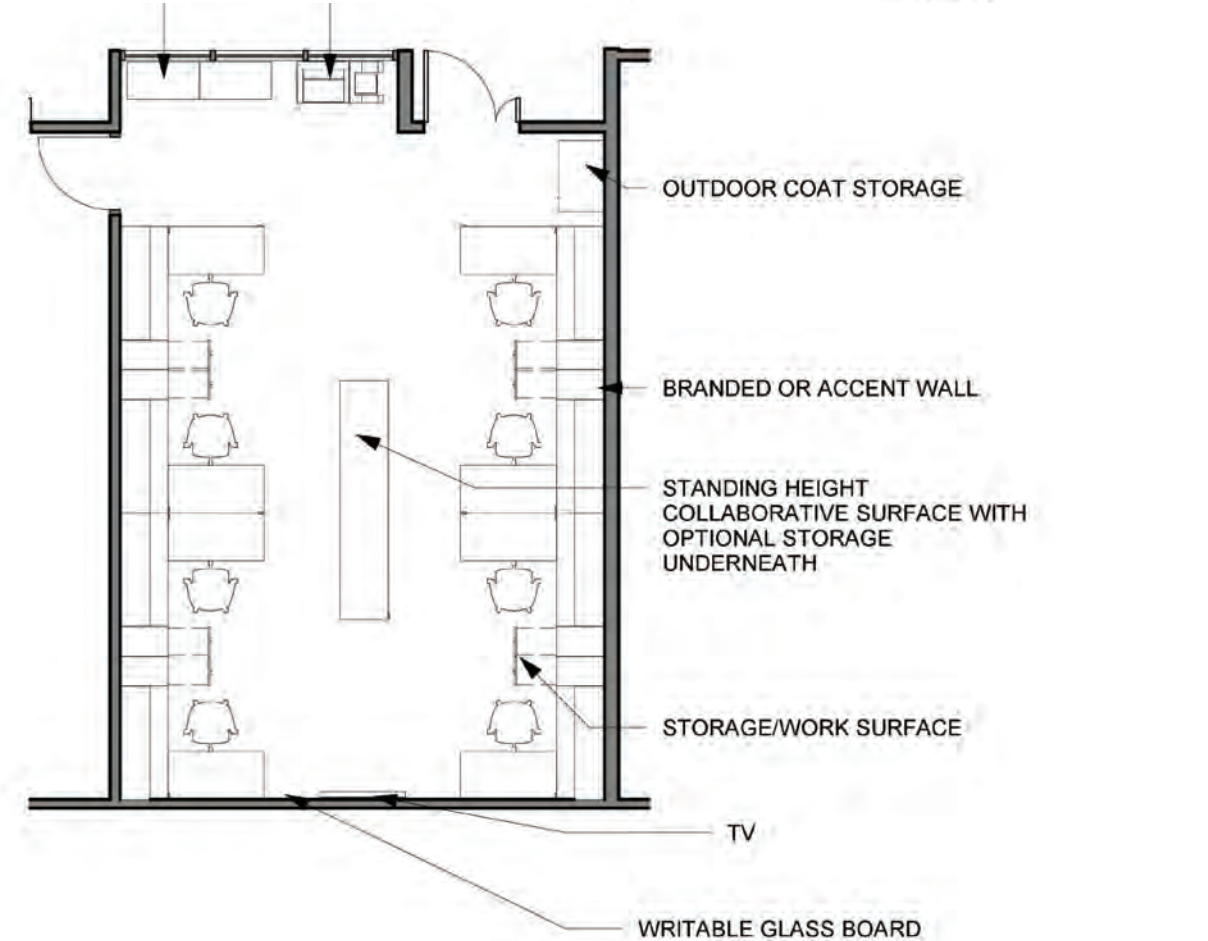 OUTDOOR COAT STORAGE
BRANDED OR ACCENT WALL
STANDING HEIGHT
COLLABORATIVE SURFACE WITH
OPTIONAL STORAGE
UNDERNEATH
STORAGE/WORK SURFACE
TV
WRITABLE GLASS BOARD